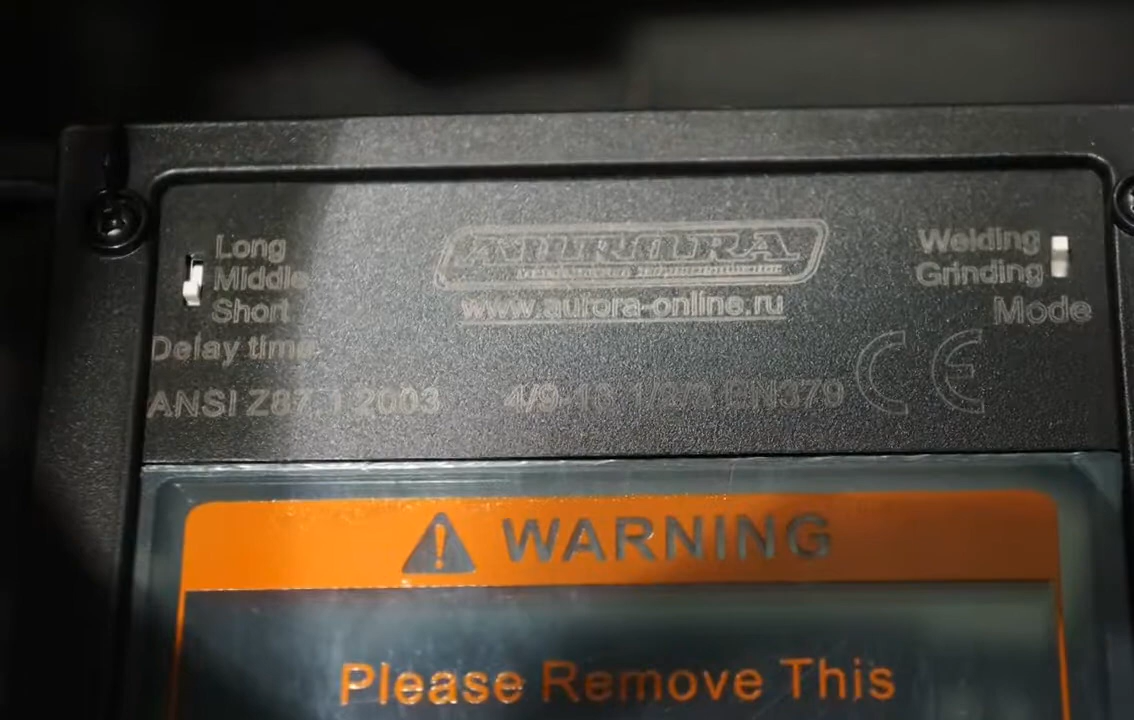 Long
Middle
Short
Delay time
AURORA
www.aurora-online.ru
Welding
Grinding
Mode
ANSI Z87.1 2003
EN379
CE
WARNING
Please Remove This